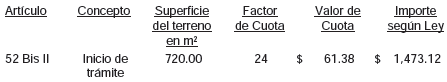 Artículo Concepto Superficie del terreno en m² Factor de Cuota Valor de Cuota Importe según Ley
52 Bis II Inicio de trámite 720.00 24 $ 61.38 $ 1,473.12